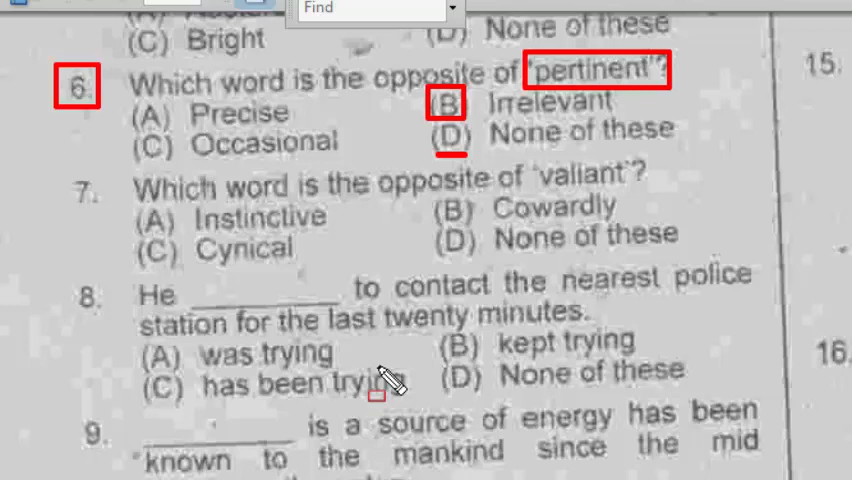 Find
(C) Bright (D) None of these
6. Which word is the opposite of 'pertinent'? 15.
(A) Precise (B) Irrelevant
(C) Occasional (D) None of these
7. Which word is the opposite of 'valiant'?
(A) Instinctive (B) Cowardly
(C) Cynical (D) None of these
8. He ________ to contact the nearest police
station for the last twenty minutes.
(A) was trying (B) kept trying 16.
(C) has been trying (D) None of these
9. ________ is a source of energy has been
known to the mankind since the mid